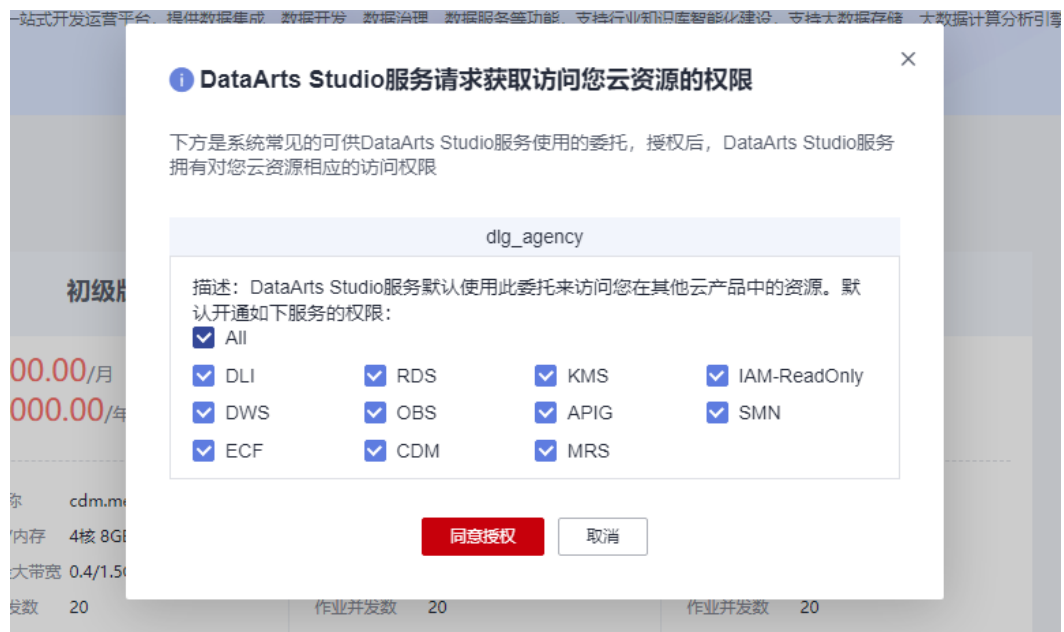 一站式开发运营平台，提供数据集成、数据开发、数据治理、数据服务等功能，支持行业知识库智能化建设，支持大数据存储、大数据计算分析引擎
DataArts Studio服务请求获取访问您云资源的权限
下方是系统常见的可供DataArts Studio服务使用的委托，授权后，DataArts Studio服务
拥有对您云资源相应的访问权限
dlg_agency
描述：DataArts Studio服务默认使用此委托来访问您在其他云产品中的资源。默
认开通如下服务的权限：
All
DLI RDS KMS IAM-ReadOnly
DWS OBS APIG SMN
ECF CDM MRS
同意授权 取消
初级版
00.00/月
000.00/年
称 cdm.me
/内存 4核 8GB
大带宽 0.4/1.5G
发数 20 作业并发数 20 作业并发数 20